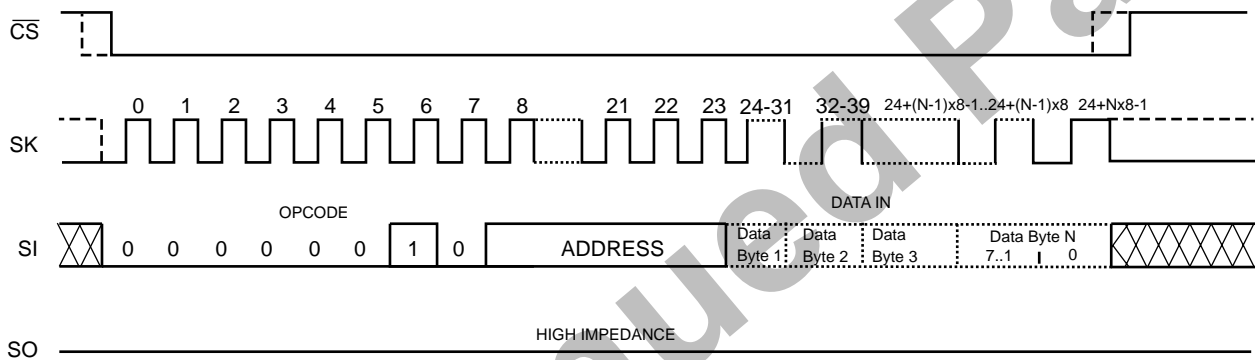 CS
0 1 2 3 4 5 6 7 8 21 22 23 24-31 32-39 24+(N-1)x8-1..24+(N-1)x8 24+Nx8-1
SK
OPCODE DATA IN
SI 0 0 0 0 0 0 1 0 ADDRESS Data Byte 1 Data Byte 2 Data Byte 3 Data Byte N 7..1 0
HIGH IMPEDANCE
SO